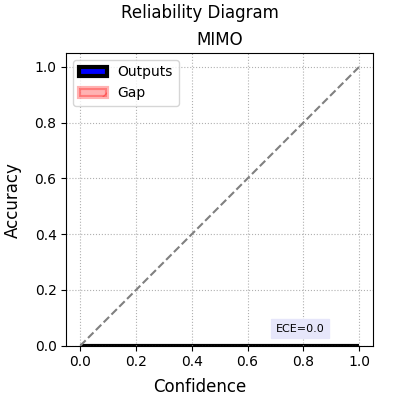 Reliability Diagram
MIMO
Outputs
Gap
1.0
0.8
0.6
0.4
0.2
0.0
Accuracy
ECE=0.0
0.0 0.2 0.4 0.6 0.8 1.0
Confidence